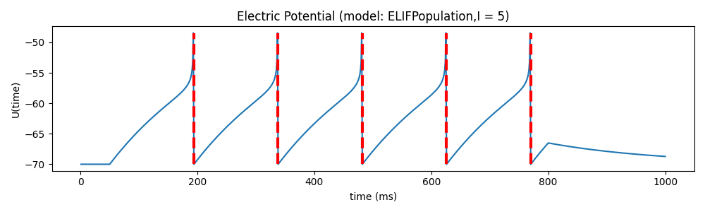 Electric Potential (model: ELIFPopulation,I = 5)
U(time)
−50
−55
−60
−65
−70
0 200 400 600 800 1000
time (ms)